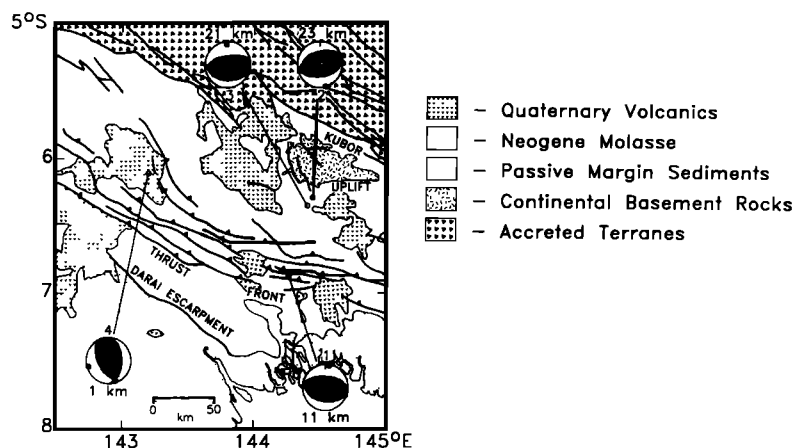 5°S
21 km
23 km
KUBOR
6
UPLIFT
THRUST
7
DARAI ESCARPMENT
FRONT
4
1 km
11 km
0 50
km
8
143
144
145°E
– Quaternary Volcanics
– Neogene Molasse
– Passive Margin Sediments
– Continental Basement Rocks
– Accreted Terranes